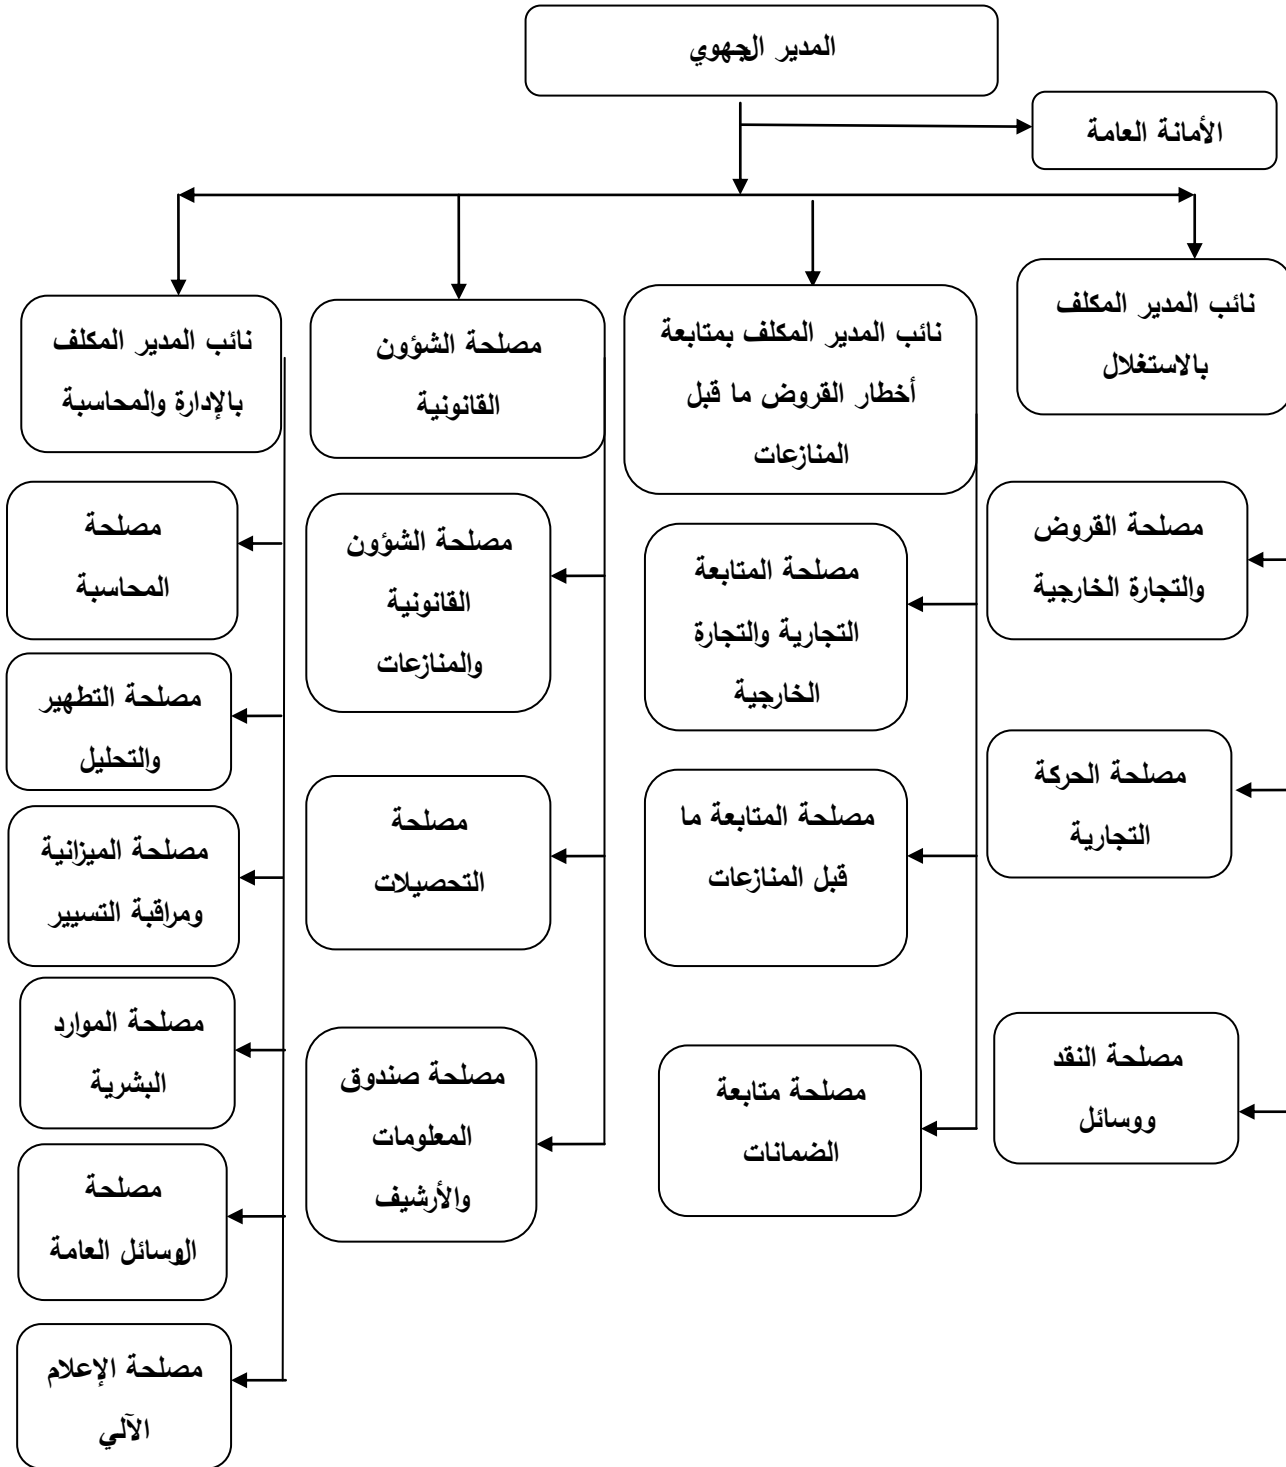 المدير الجهوي
الأمانة العامة
نائب المدير المكلف
بالاستغلال
نائب المدير المكلف بمتابعة
أخطار القروض ما قبل
المنازعات
مصلحة الشؤون
القانونية
نائب المدير المكلف
بالإدارة والمحاسبة
مصلحة القروض
والتجارة الخارجية
مصلحة الحركة
التجارية
مصلحة النقد
ووسائل
مصلحة المتابعة
التجارية والتجارة
الخارجية
مصلحة المتابعة ما
قبل المنازعات
مصلحة متابعة
الضمانات
مصلحة الشؤون
القانونية
والمنازعات
مصلحة
التحصيلات
مصلحة صندوق
المعلومات
والأرشيف
مصلحة
المحاسبة
مصلحة التطهير
والتحليل
مصلحة الميزانية
ومراقبة التسيير
مصلحة الموارد
البشرية
مصلحة
الوسائل العامة
مصلحة الإعلام
الآلي